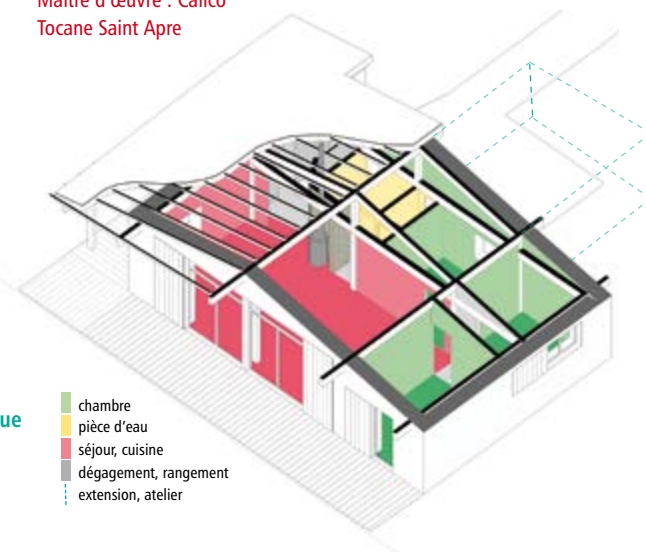 Maître d'œuvre : Calico
Tocane Saint Apre
chambre
pièce d'eau
séjour, cuisine
dégagement, rangement
extension, atelier